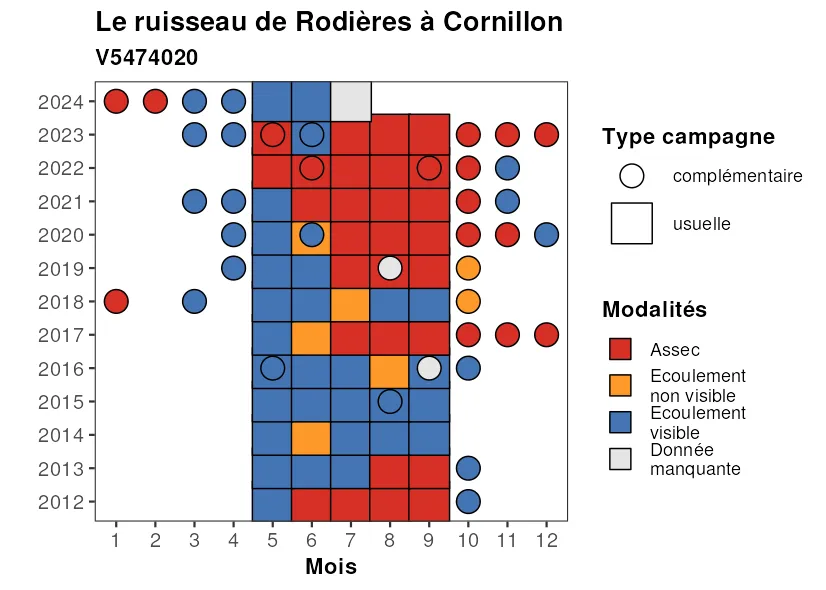 Le ruisseau de Rodières à Cornillon
V5474020
2024
2023
2022
2021
2020
2019
2018
2017
2016
2015
2014
2013
2012
1 2 3 4 5 6 7 8 9 10 11 12
Mois
Type campagne
complémentaire
usuelle
Modalités
Assec
Ecoulement
non visible
Ecoulement
visible
Donnée
manquante